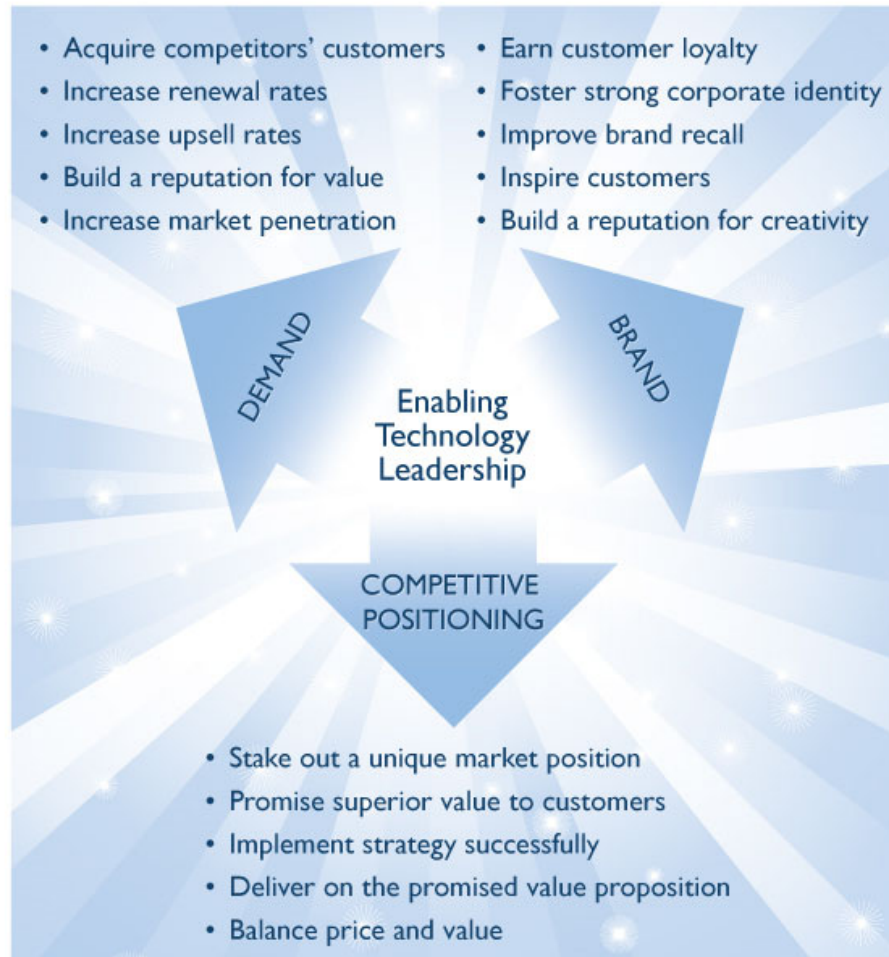 • Acquire competitors' customers
• Increase renewal rates
• Increase upsell rates
• Build a reputation for value
• Increase market penetration
• Earn customer loyalty
• Foster strong corporate identity
• Improve brand recall
• Inspire customers
• Build a reputation for creativity
DEMAND
BRAND
Enabling
Technology
Leadership
COMPETITIVE
POSITIONING
• Stake out a unique market position
• Promise superior value to customers
• Implement strategy successfully
• Deliver on the promised value proposition
• Balance price and value